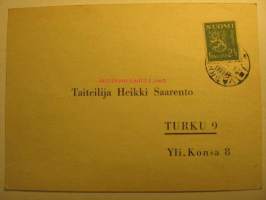 SUOMI
Taiteilija Heikki Saarento
TURKU 9
Yli.Konsa 8